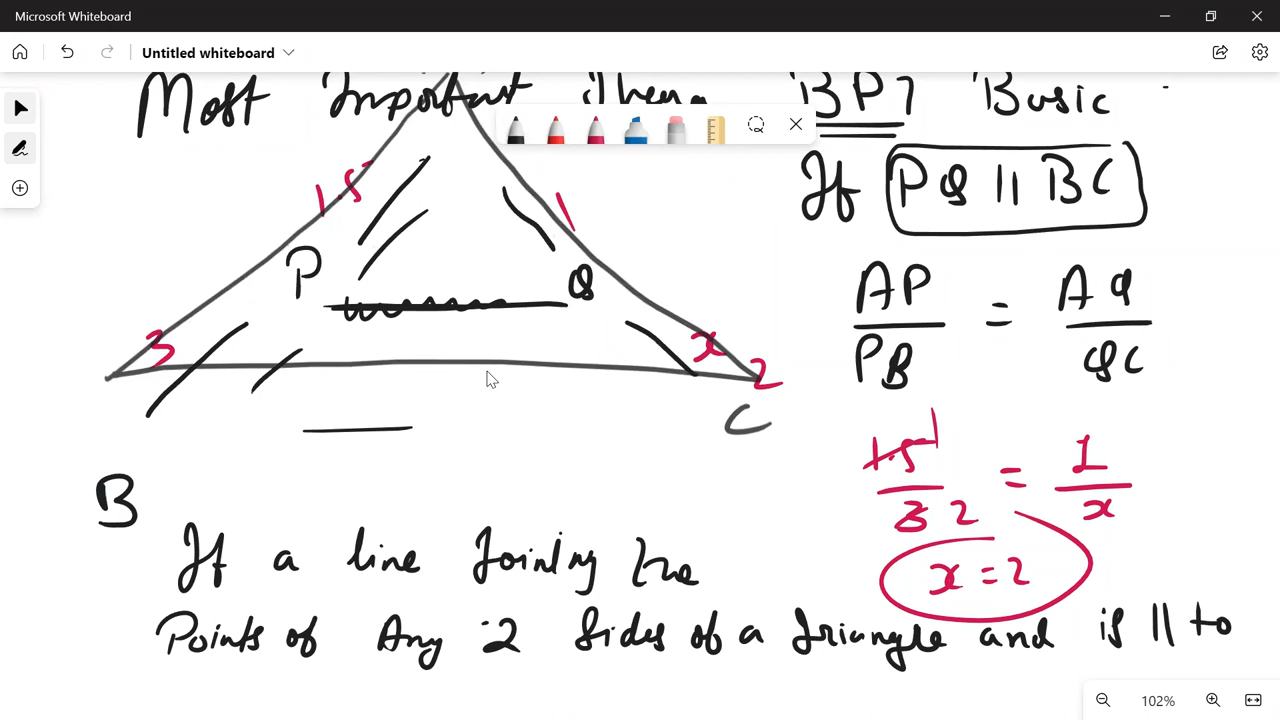 Microsoft Whiteboard
Untitled whiteboard
Most Important Them BPT Basic
If PQ || BC
1.5
1
P
Q
AP/PB = AQ/QC
3
x
2
C
1.5 1 / 3 2 = 1/x
x = 2
B
If a line Joining the
Points of Any 2 Sides of a triangle and is || to
102%